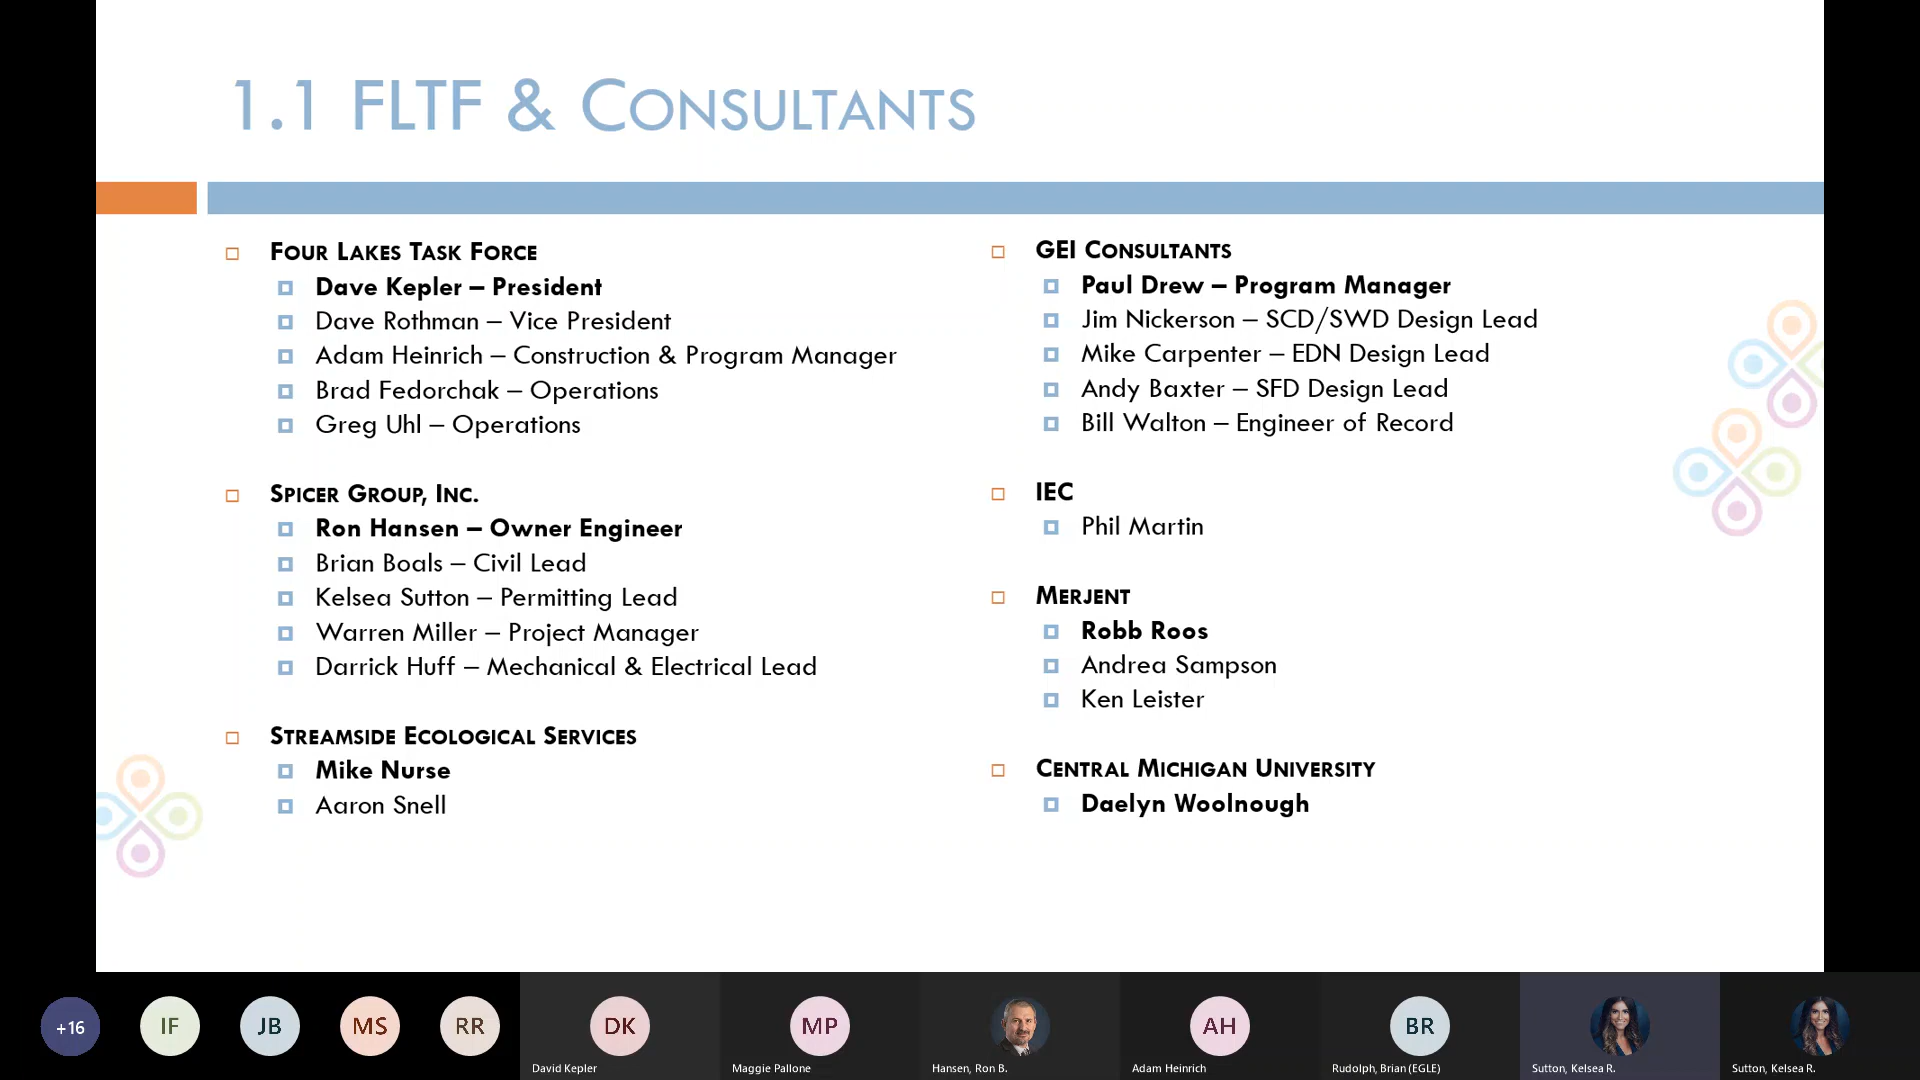 1.1 FLTF & Consultants
Four Lakes Task Force
Dave Kepler – President
Dave Rothman – Vice President
Adam Heinrich – Construction & Program Manager
Brad Fedorchak – Operations
Greg Uhl – Operations
Spicer Group, Inc.
Ron Hansen – Owner Engineer
Brian Boals – Civil Lead
Kelsea Sutton – Permitting Lead
Warren Miller – Project Manager
Darrick Huff – Mechanical & Electrical Lead
Streamside Ecological Services
Mike Nurse
Aaron Snell
GEI Consultants
Paul Drew – Program Manager
Jim Nickerson – SCD/SWD Design Lead
Mike Carpenter – EDN Design Lead
Andy Baxter – SFD Design Lead
Bill Walton – Engineer of Record
IEC
Phil Martin
Merjent
Robb Roos
Andrea Sampson
Ken Leister
Central Michigan University
Daelyn Woolnough
+16 IF JB MS RR DK MP AH BR
David Kepler Maggie Pallone Hansen, Ron B. Adam Heinrich Rudolph, Brian (EGLE) Sutton, Kelsea R. Sutton, Kelsea R.